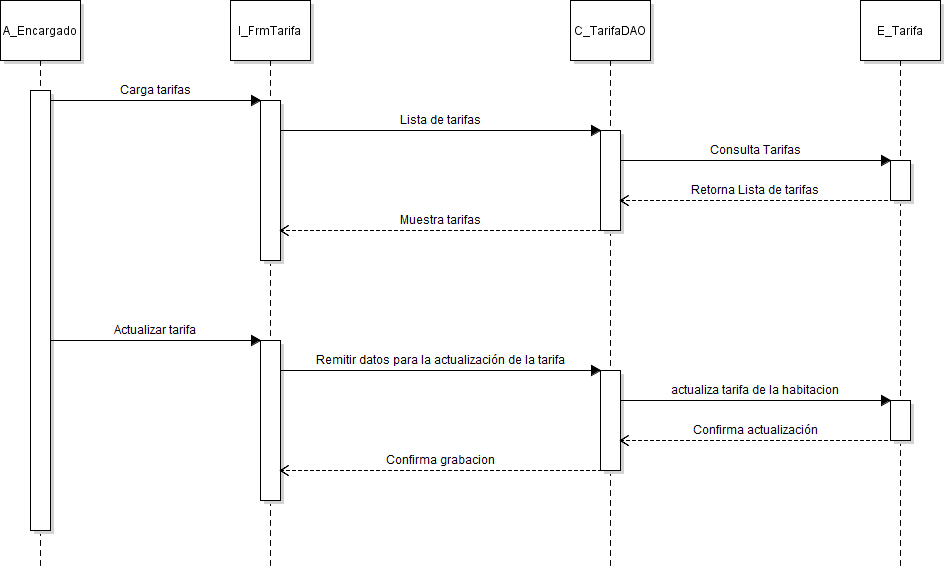 A_Encargado
I_FrmTarifa
C_TarifaDAO
E_Tarifa
Carga tarifas
Lista de tarifas
Consulta Tarifas
Retorna Lista de tarifas
Muestra tarifas
Actualizar tarifa
Remitir datos para la actualización de la tarifa
actualiza tarifa de la habitacion
Confirma actualización
Confirma grabacion